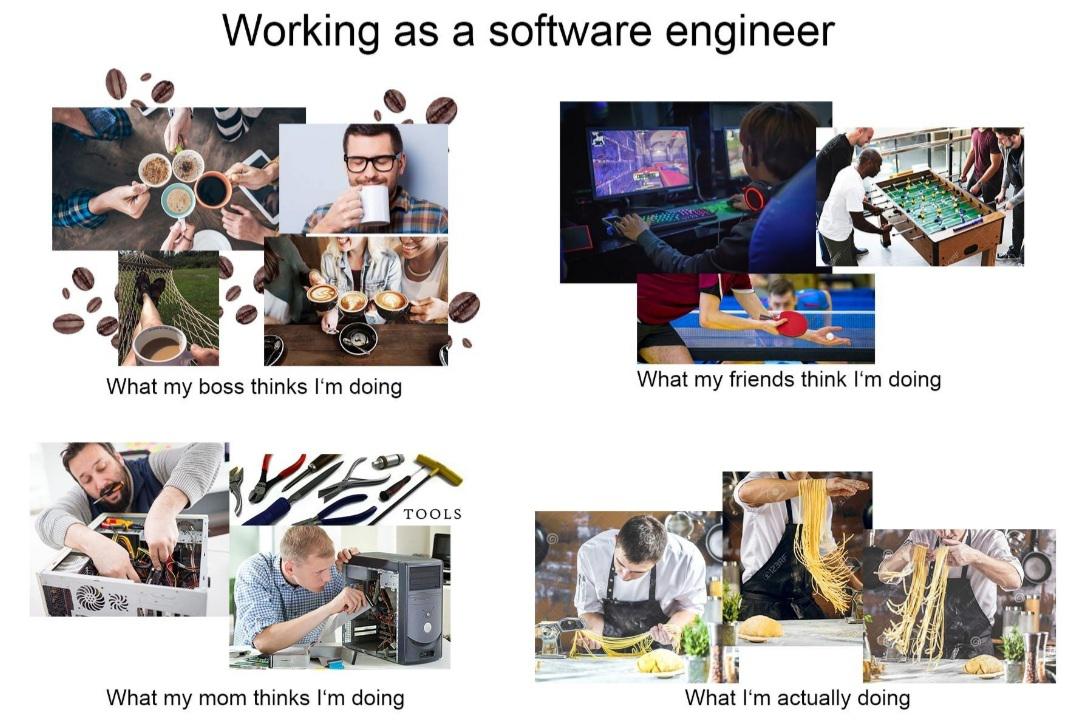 Working as a software engineer
What my boss thinks I‘m doing
What my friends think I‘m doing
TOOLS
What my mom thinks I‘m doing
What I‘m actually doing